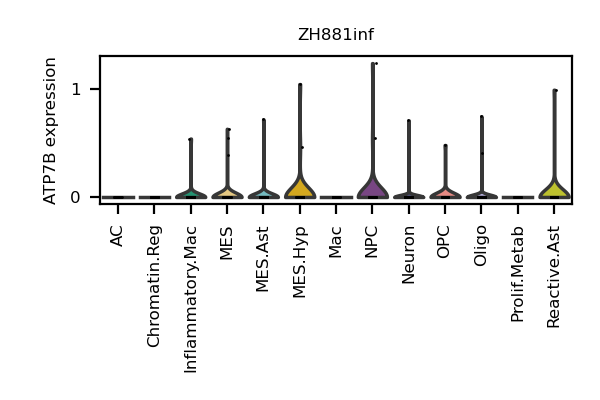 ZH881inf
ATP7B expression
1
0
AC
Chromatin.Reg
Inflammatory.Mac
MES
MES.Ast
MES.Hyp
Mac
NPC
Neuron
OPC
Oligo
Prolif.Metab
Reactive.Ast